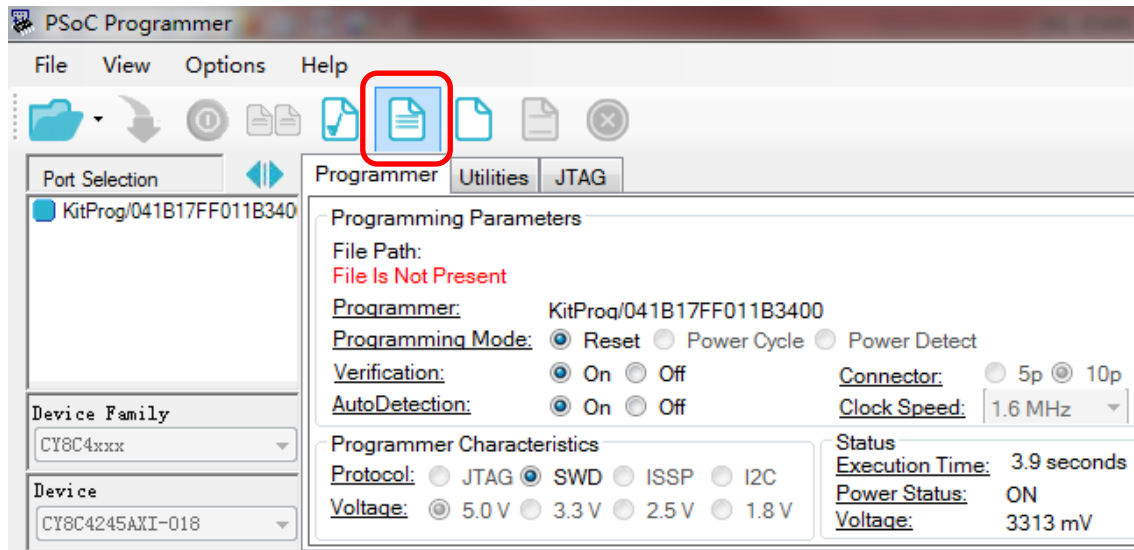 PSoC Programmer
File View Options Help
Port Selection
Programmer Utilities JTAG
KitProg/041B17FF011B340
Programming Parameters
File Path:
File Is Not Present
Programmer: KitProg/041B17FF011B3400
Programming Mode: Reset Power Cycle Power Detect
Verification: On Off Connector: 5p 10p
AutoDetection: On Off Clock Speed: 1.6 MHz
Device Family
CY8C4xxx
Device
CY8C4245AXI-018
Programmer Characteristics
Protocol: JTAG SWD ISSP I2C
Voltage: 5.0 V 3.3 V 2.5 V 1.8 V
Status
Execution Time: 3.9 seconds
Power Status: ON
Voltage: 3313 mV